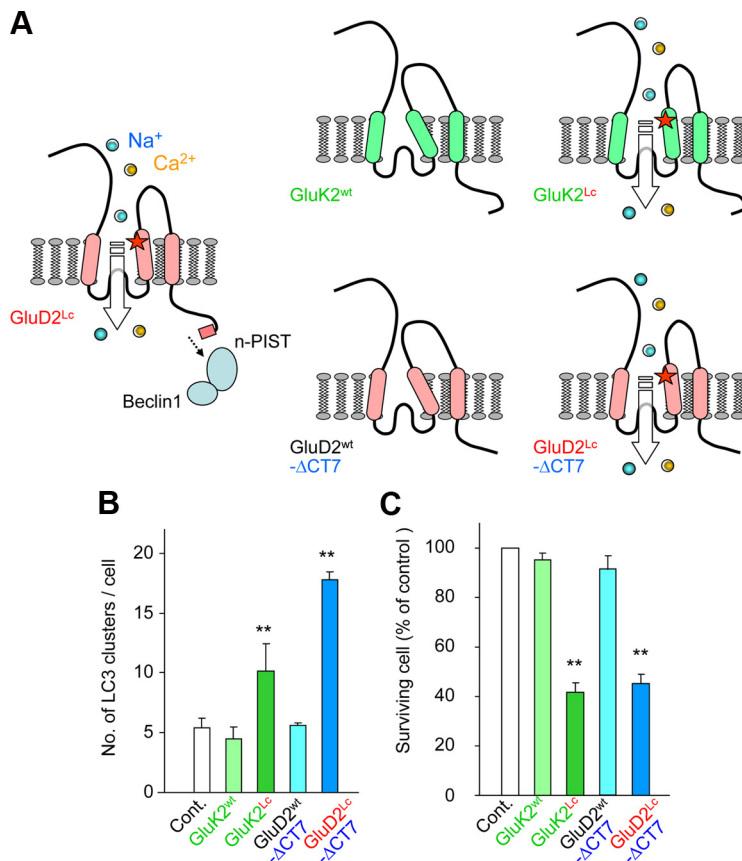 A
Na+
Ca2+
GluD2Lc
n-PIST
Beclin1
GluK2wt
GluK2Lc
GluD2wt
-ΔCT7
GluD2Lc
-ΔCT7
B
No. of LC3 clusters / cell
20
15
10
5
0
**
**
Cont.
GluK2wt
GluK2Lc
GluD2wt
-ΔCT7
GluD2Lc
-ΔCT7
C
Surviving cell (% of control )
100
80
60
40
20
0
**
**
Cont.
GluK2wt
GluK2Lc
GluD2wt
-ΔCT7
GluD2Lc
-ΔCT7